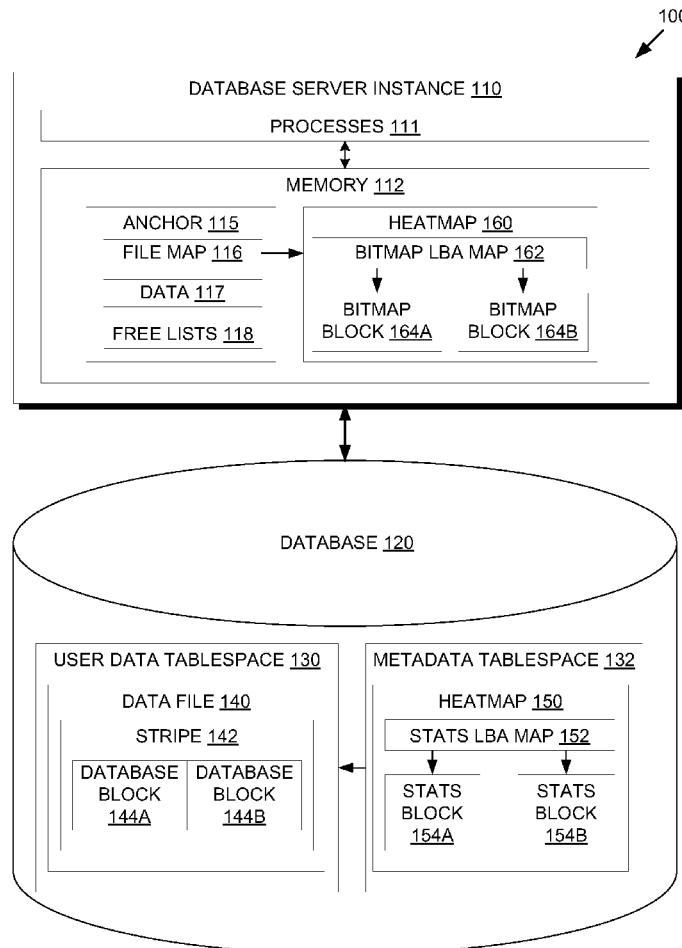 100
DATABASE SERVER INSTANCE 110
PROCESSES 111
MEMORY 112
ANCHOR 115
FILE MAP 116
DATA 117
FREE LISTS 118
HEATMAP 160
BITMAP LBA MAP 162
BITMAP
BLOCK 164A
BITMAP
BLOCK 164B
DATABASE 120
USER DATA TABLESPACE 130
DATA FILE 140
STRIPE 142
DATABASE
BLOCK
144A
DATABASE
BLOCK
144B
METADATA TABLESPACE 132
HEATMAP 150
STATS LBA MAP 152
STATS
BLOCK
154A
STATS
BLOCK
154B